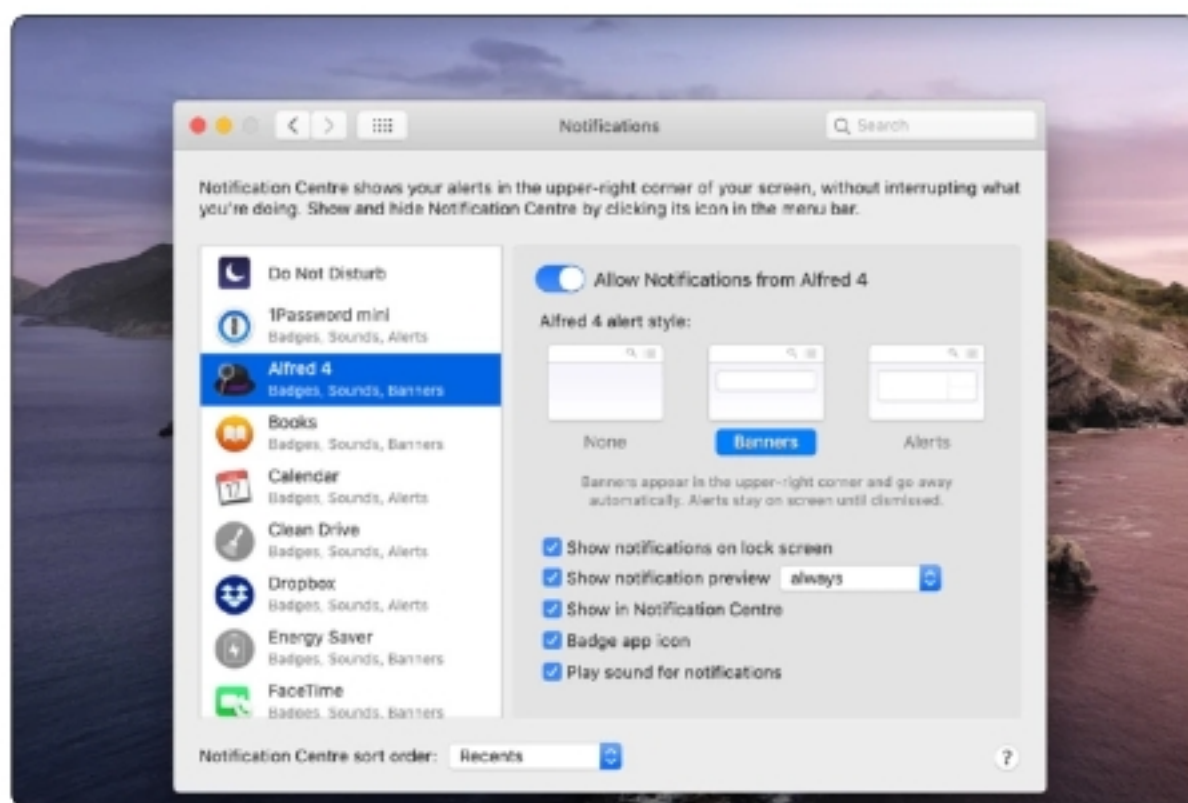 Notifications
Search
Notification Centre shows your alerts in the upper-right corner of your screen, without interrupting what
you're doing. Show and hide Notification Centre by clicking its icon in the menu bar.
Do Not Disturb
1Password mini
Badges, Sounds, Alerts
Alfred 4
Badges, Sounds, Banners
Books
Badges, Sounds, Banners
17
Calendar
Badges, Sounds, Alerts
Clean Drive
Badges, Sounds, Alerts
Dropbox
Badges, Sounds, Alerts
Energy Saver
Badges, Sounds, Banners
FaceTime
Badges, Sounds, Banners
Allow Notifications from Alfred 4
Alfred 4 alert style:
None
Banners
Alerts
Banners appear in the upper-right corner and go away
automatically. Alerts stay on screen until dismissed.
Show notifications on lock screen
Show notification preview always
Show in Notification Centre
Badge app icon
Play sound for notifications
Notification Centre sort order: Recents
?